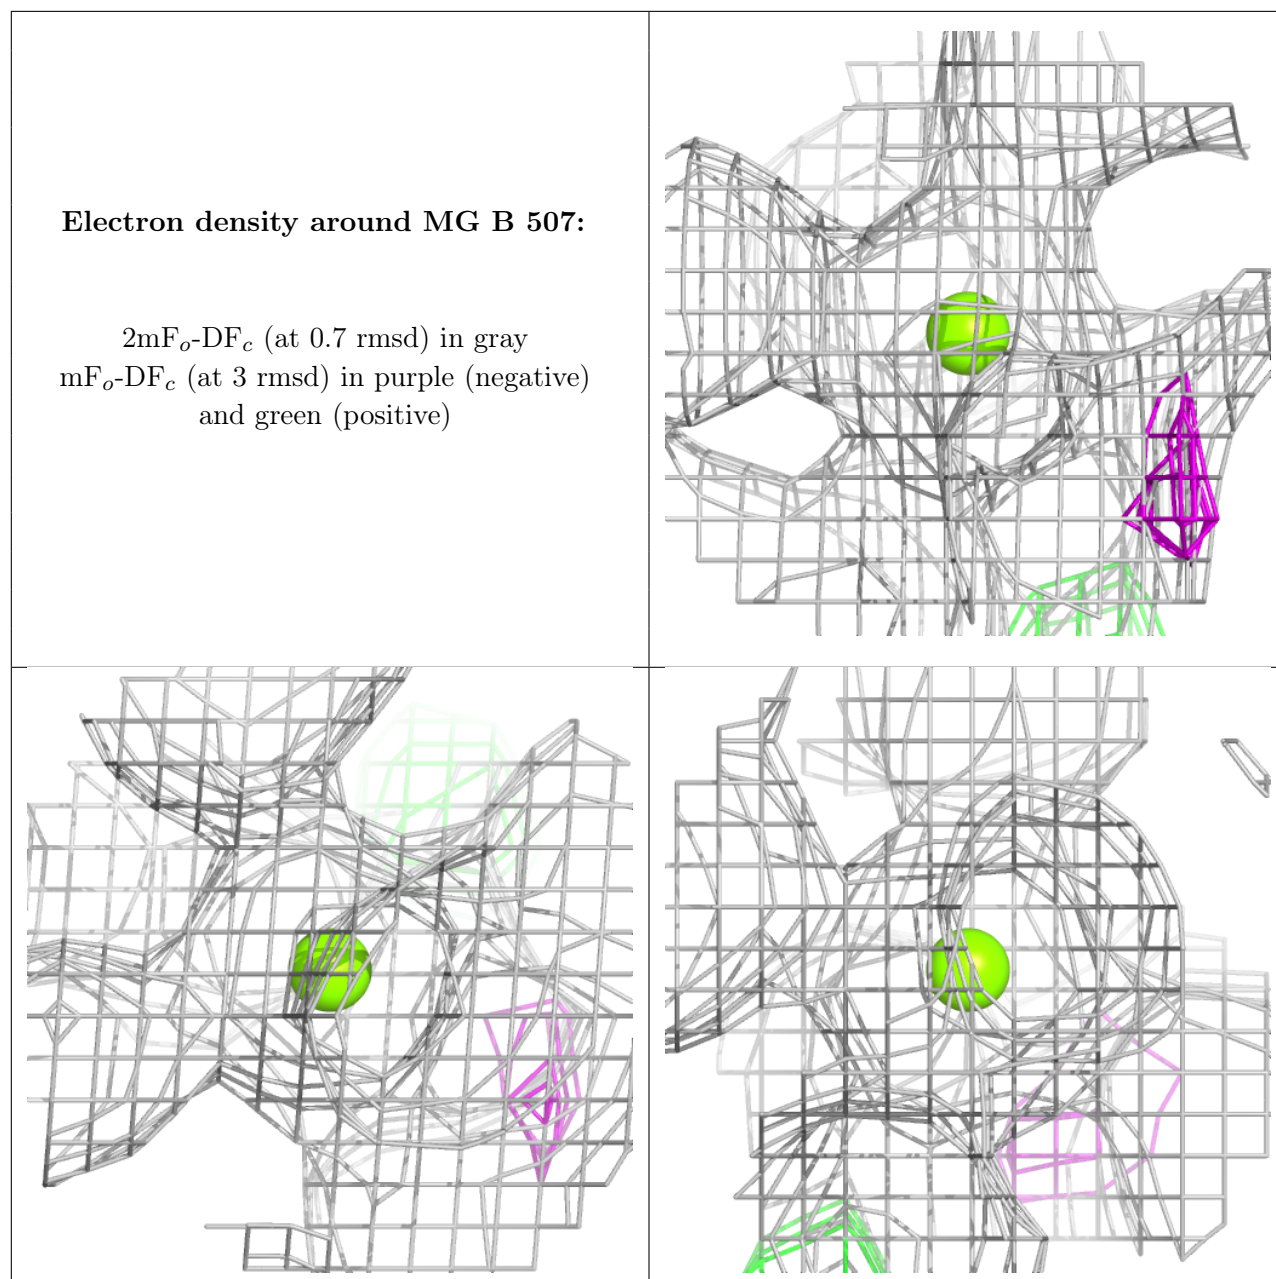 Electron density around MG B 507:
2mFo-DFc (at 0.7 rmsd) in gray
mFo-DFc (at 3 rmsd) in purple (negative)
and green (positive)